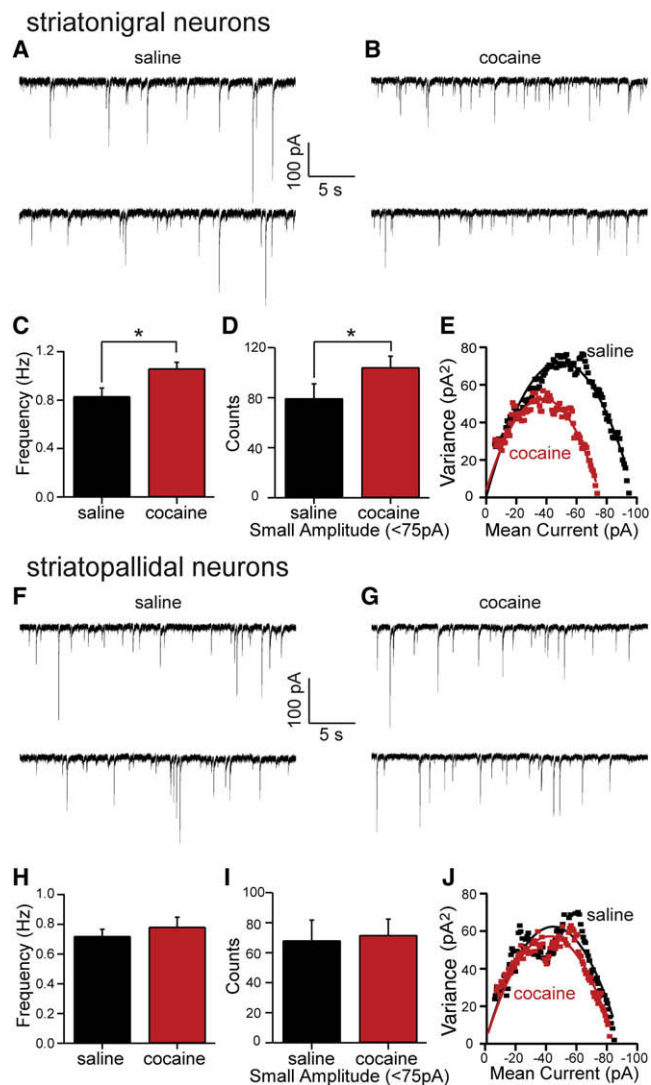 striatonigral neurons
A
saline
B
cocaine
100 pA
5 s
C
Frequency (Hz)
1.2
0.8
0.4
0.0
*
saline cocaine
D
Counts
120
80
40
0
*
saline cocaine
Small Amplitude (<75pA)
E
Variance (pA²)
80
60
40
20
0
saline
cocaine
0 -20 -40 -60 -80 -100
Mean Current (pA)
striatopallidal neurons
F
saline
G
cocaine
100 pA
5 s
H
Frequency (Hz)
1.0
0.8
0.6
0.4
0.2
0.0
saline cocaine
I
Counts
100
80
60
40
20
0
saline cocaine
Small Amplitude (<75pA)
J
Variance (pA²)
80
60
40
20
0
saline
cocaine
0 -20 -40 -60 -80 -100
Mean Current (pA)